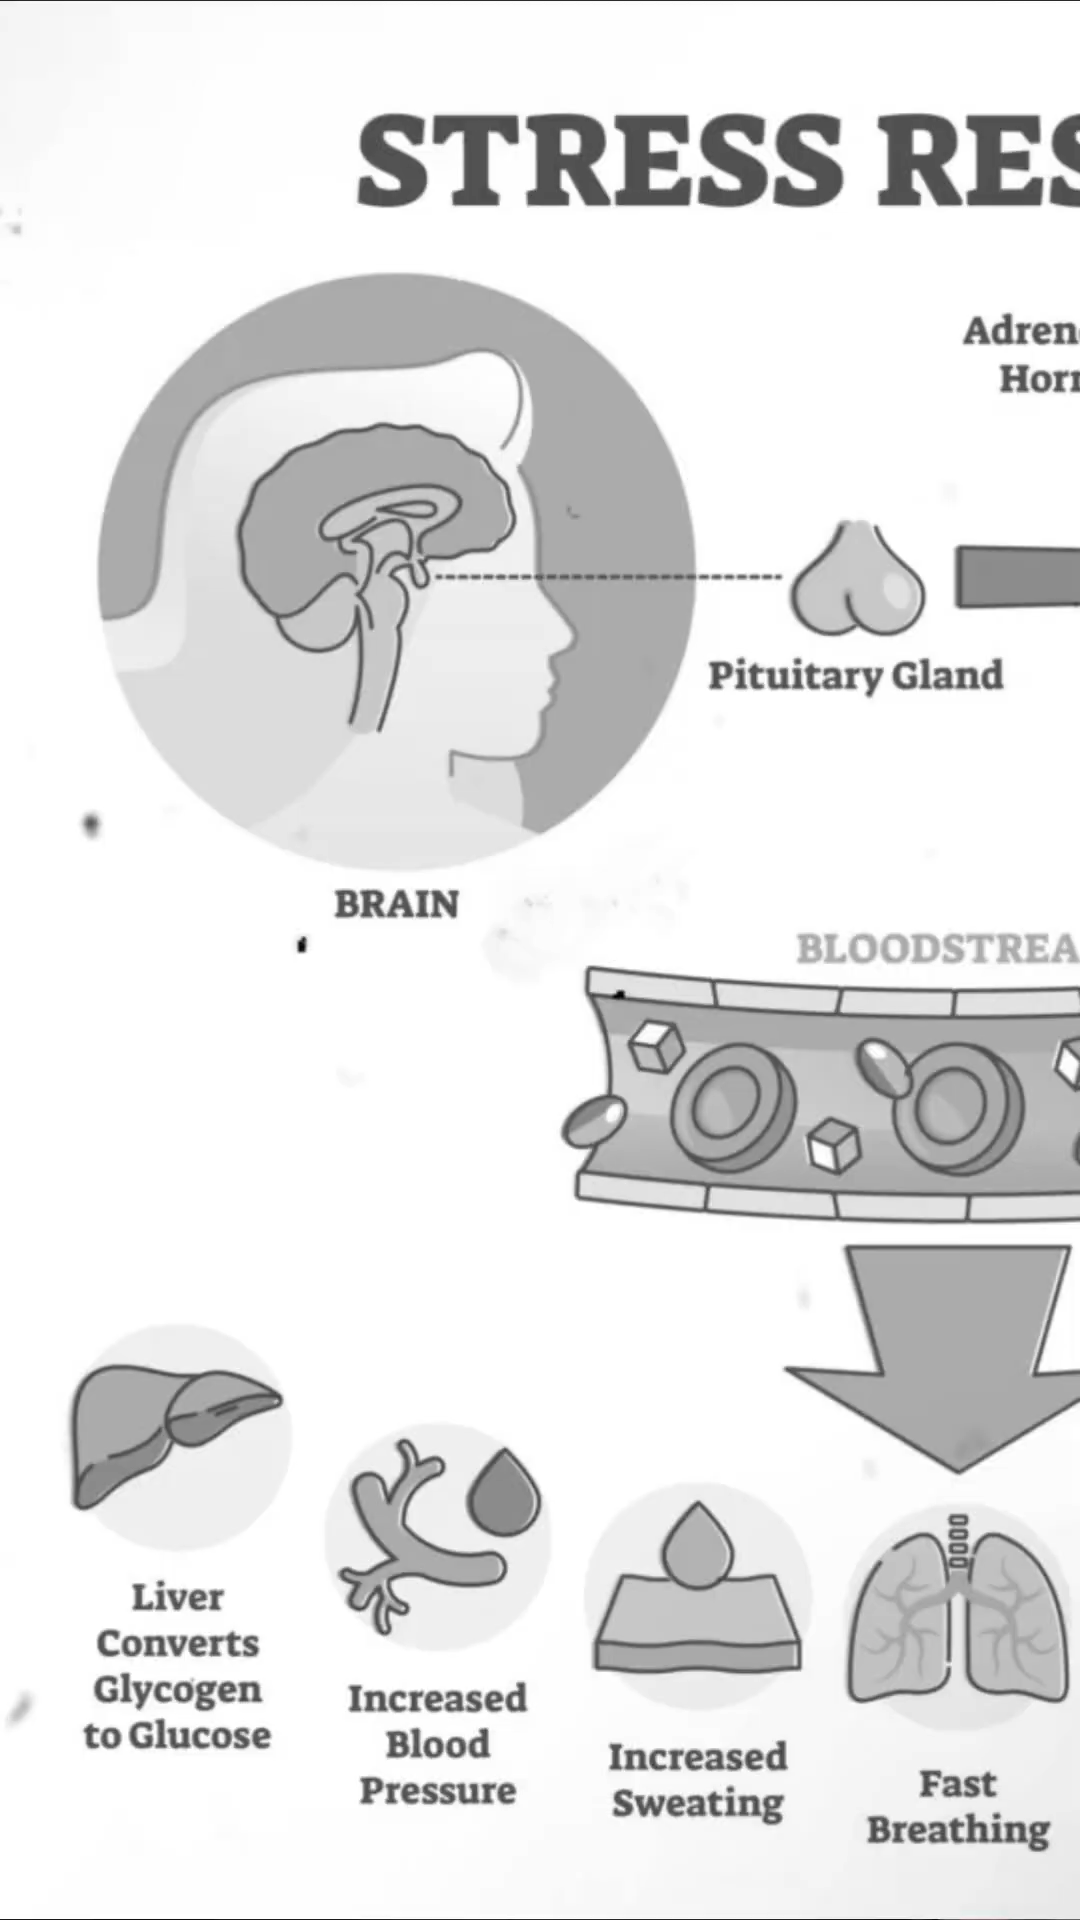 STRESS RES
Adren
Horr
Pituitary Gland
BRAIN
BLOODSTREA
Liver
Converts
Glycogen
to Glucose
Increased
Blood
Pressure
Increased
Sweating
Fast
Breathing